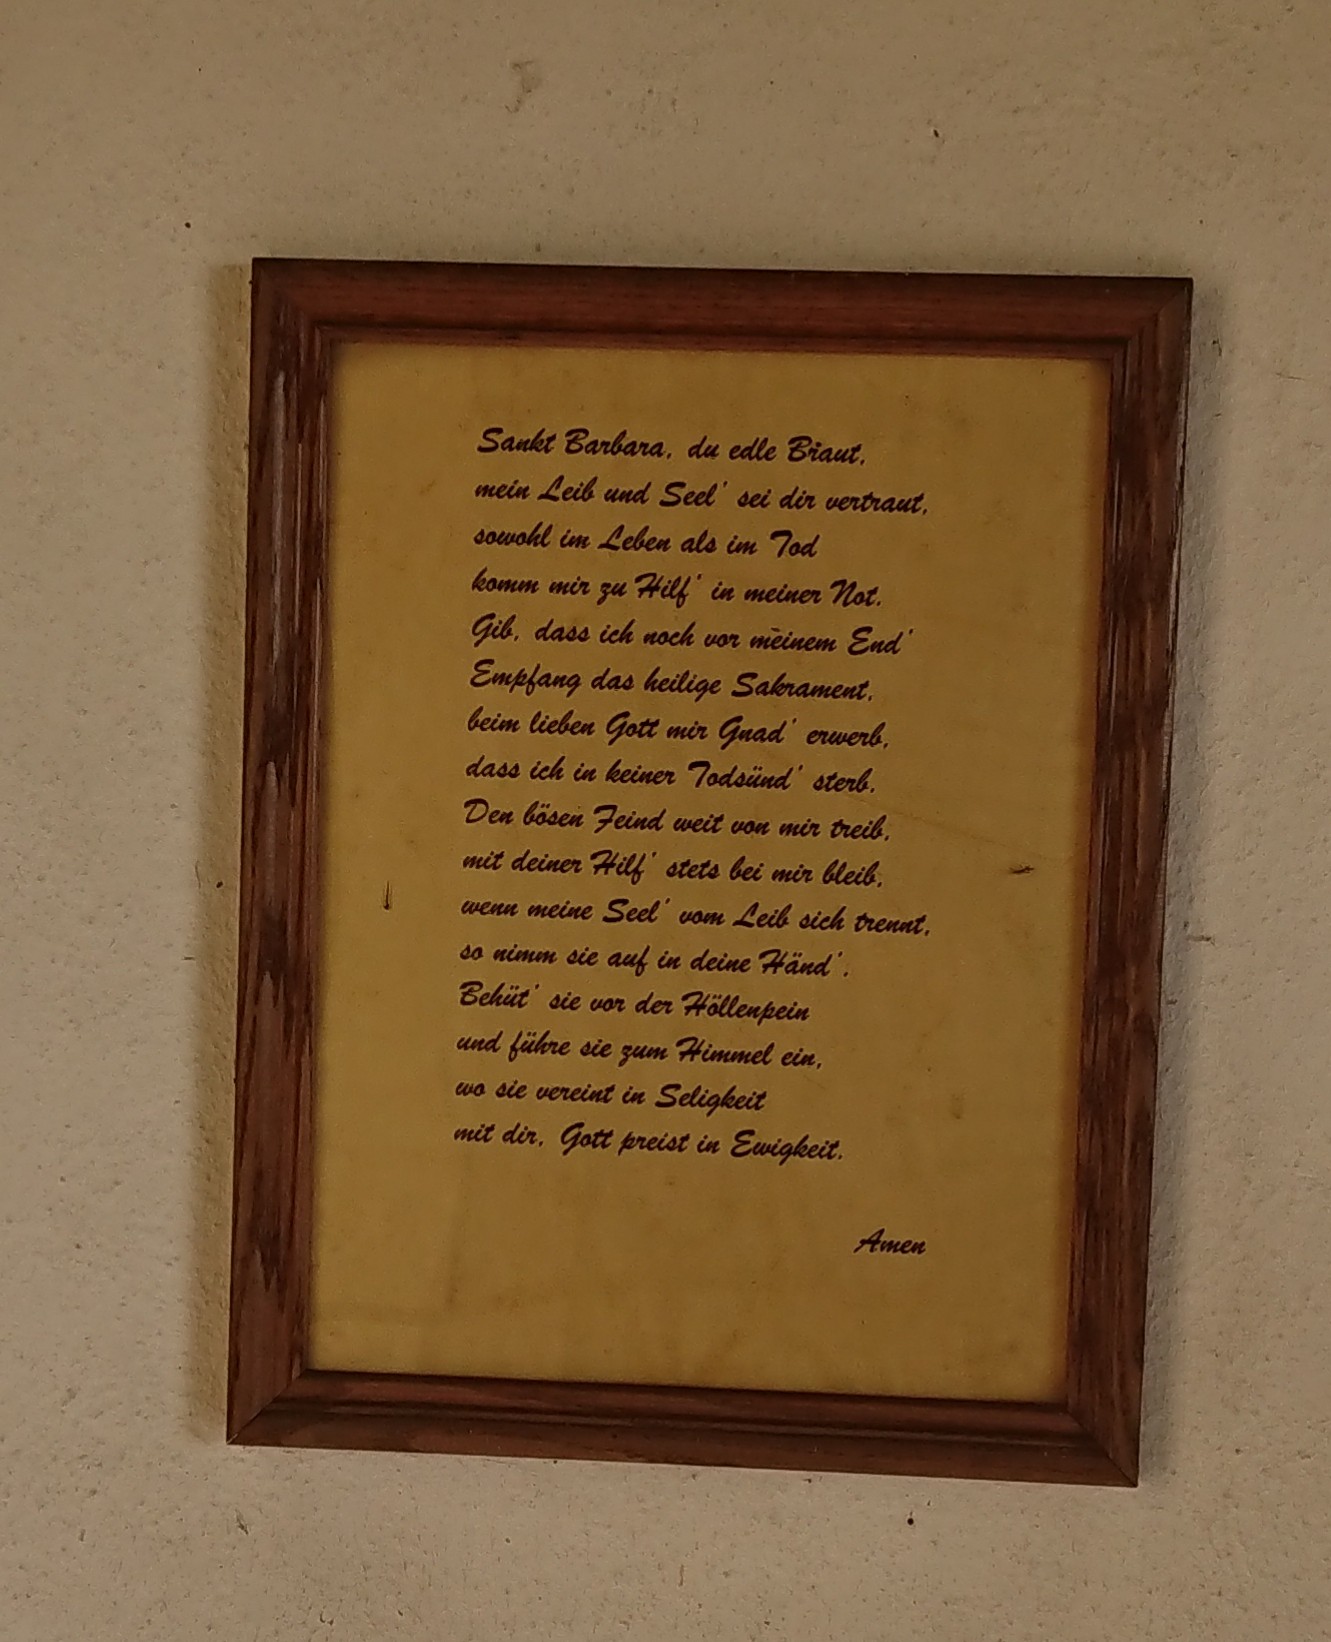 Sankt Barbara, du edle Braut,
mein Leib und Seel' sei dir vertraut,
sowohl im Leben als im Tod
komm mir zu Hilf' in meiner Not.
Gib, dass ich noch vor meinem End'
Empfang das heilige Sakrament,
beim lieben Gott mir Gnad' erwerb,
dass ich in keiner Todsünd' sterb.
Den bösen Feind weit von mir treib,
mit deiner Hilf' stets bei mir bleib,
wenn meine Seel' vom Leib sich trennt,
so nimm sie auf in deine Händ'.
Behüt' sie vor der Höllenpein
und führe sie zum Himmel ein,
wo sie vereint in Seligkeit
mit dir, Gott preist in Ewigkeit.
Amen